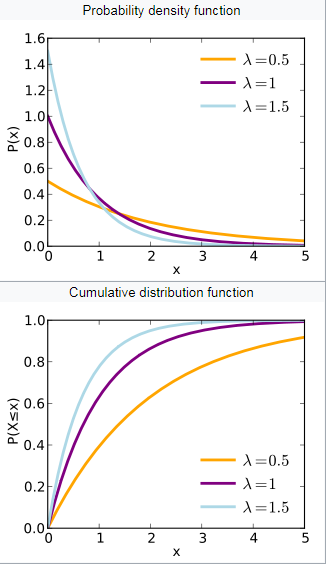 Probability density function
1.6
1.4
1.2
1.0
0.8
0.6
0.4
0.2
0.0
P(x)
λ=0.5
λ=1
λ=1.5
0 1 2 3 4 5
x
Cumulative distribution function
1.0
0.8
0.6
0.4
0.2
0.0
P(X≤x)
λ=0.5
λ=1
λ=1.5
0 1 2 3 4 5
x